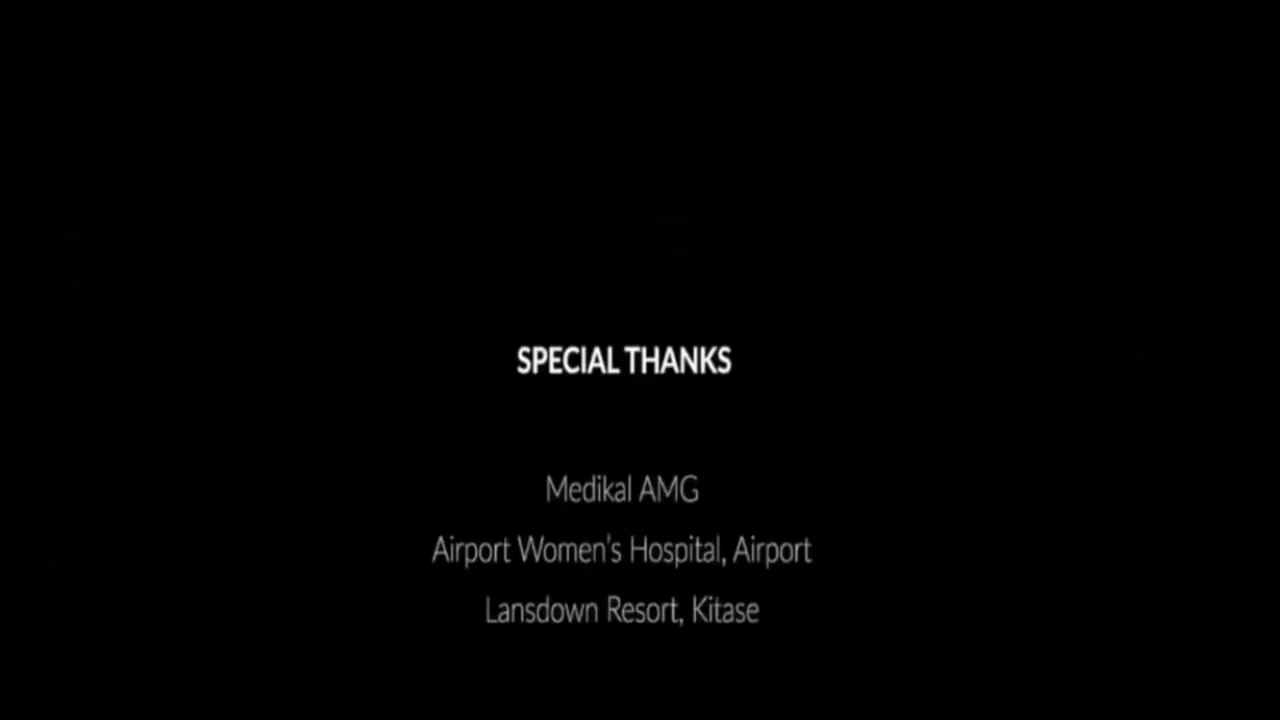 SPECIAL THANKS
Medikal AMG
Airport Women's Hospital, Airport
Lansdown Resort, Kitase